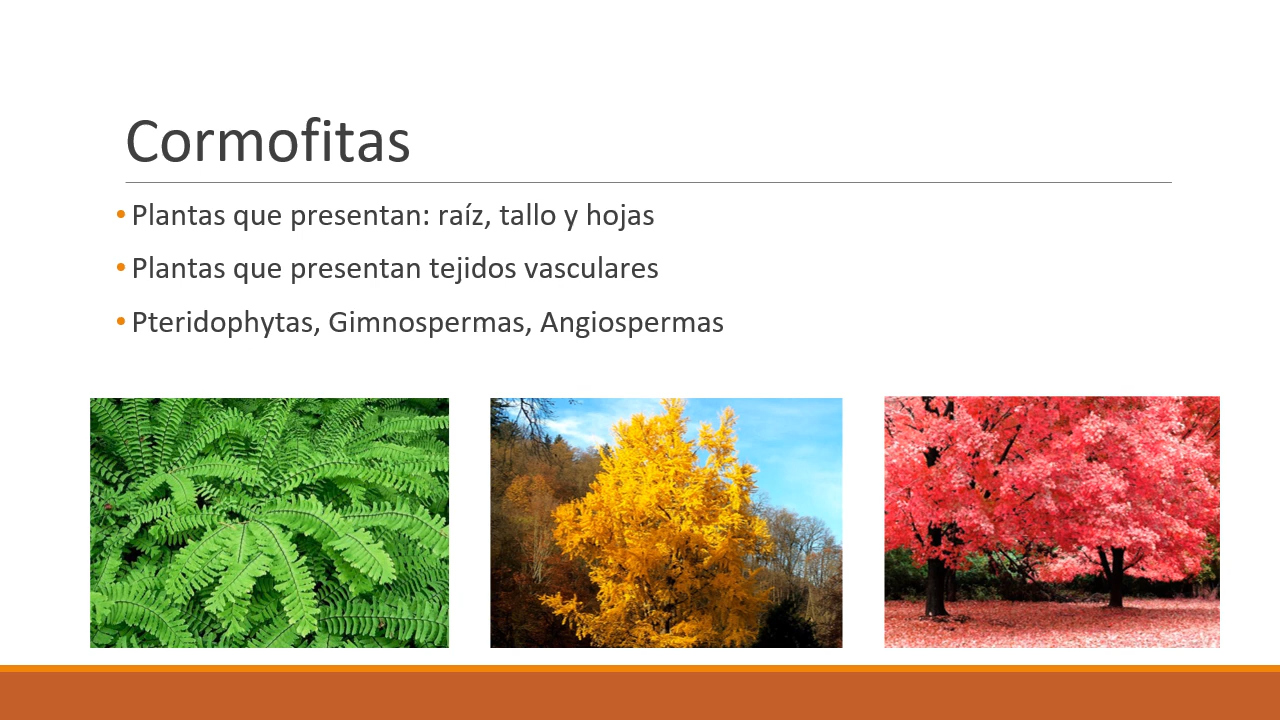 Cormofitas
• Plantas que presentan: raíz, tallo y hojas
• Plantas que presentan tejidos vasculares
• Pteridophytas, Gimnospermas, Angiospermas